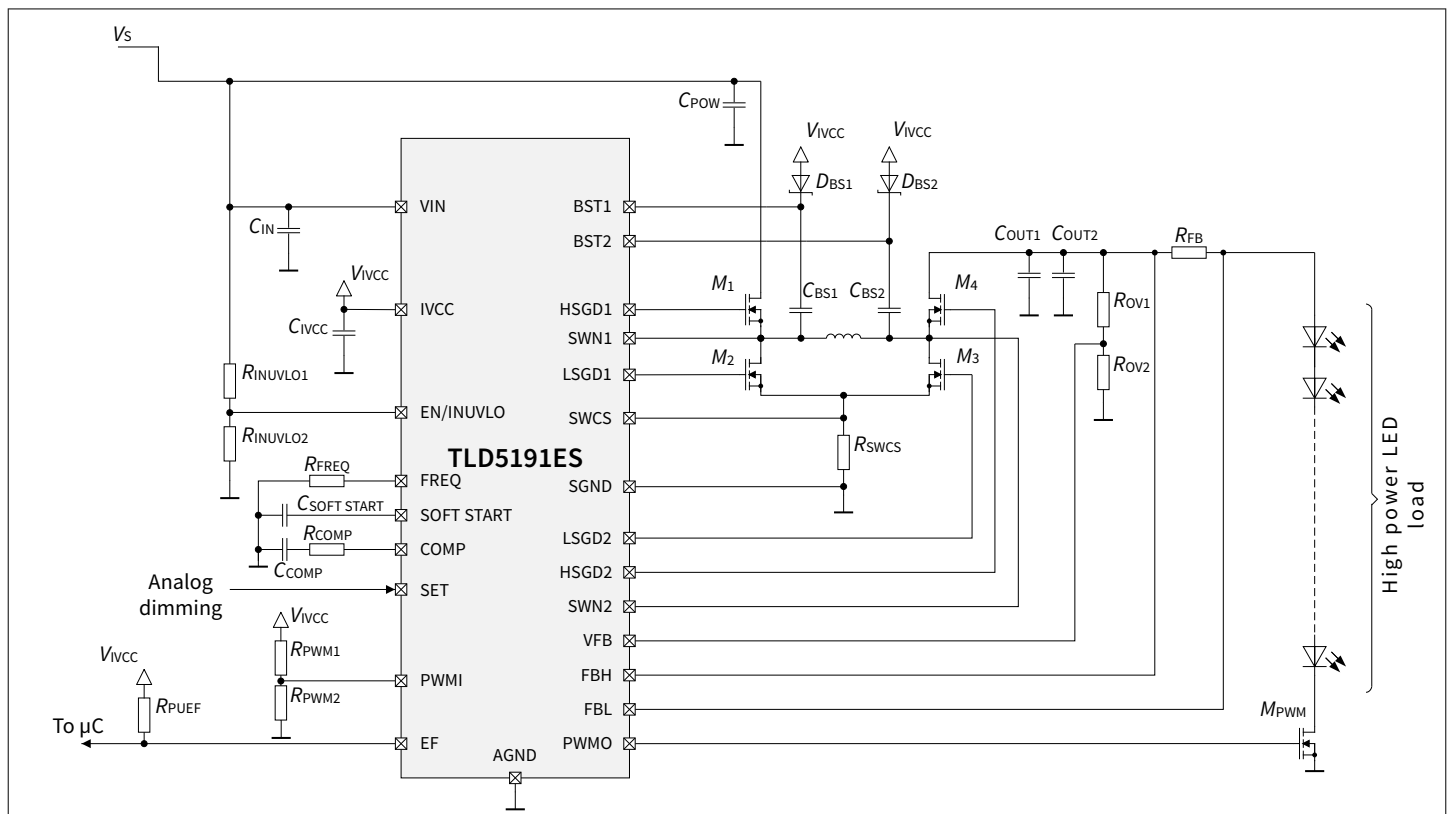 VS
CPOW
VIVCC
VIVCC
DBS1
DBS2
VIN
BST1
CIN
BST2
COUT1
COUT2
RFB
VIVCC
M1
CBS1
CBS2
M4
IVCC
HSGD1
ROV1
CIVCC
SWN1
M2
M3
RINUVLO1
LSGD1
ROV2
EN/INUVLO
SWCS
RINUVLO2
RSWCS
TLD5191ES
RFREQ
FREQ
SGND
CSOFT START
SOFT START
RCOMP
COMP
LSGD2
CCOMP
HSGD2
Analog
dimming
SET
SWN2
VIVCC
RPWM1
VFB
VIVCC
PWMI
FBH
RPWM2
RPUEF
FBL
MPWM
To µC
EF
PWMO
AGND
High power LED
load